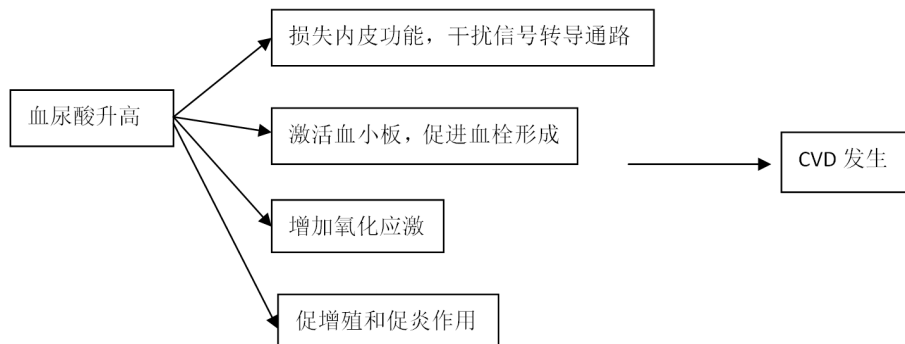 损失内皮功能，干扰信号转导通路
血尿酸升高
激活血小板，促进血栓形成
CVD 发生
增加氧化应激
促增殖和促炎作用